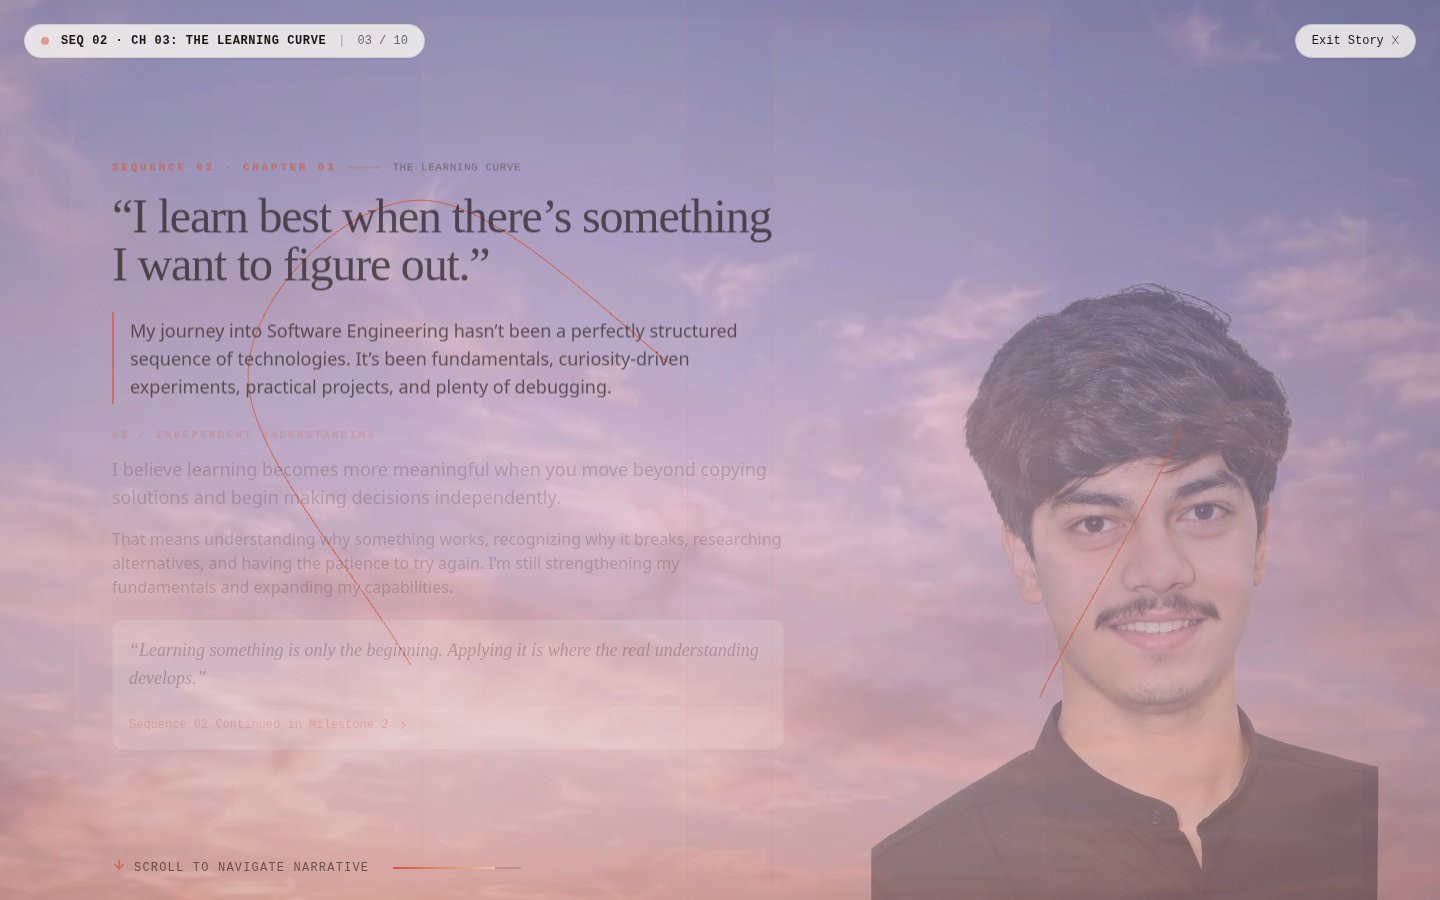 SEQ 02 · CH 03: THE LEARNING CURVE | 03 / 10
Exit Story X
SEQUENCE 02 · CHAPTER 03 THE LEARNING CURVE
“I learn best when there’s something
I want to figure out.”
My journey into Software Engineering hasn’t been a perfectly structured
sequence of technologies. It’s been fundamentals, curiosity-driven
experiments, practical projects, and plenty of debugging.
03 / INDEPENDENT UNDERSTANDING
I believe learning becomes more meaningful when you move beyond copying
solutions and begin making decisions independently.
That means understanding why something works, recognizing why it breaks, researching
alternatives, and having the patience to try again. I’m still strengthening my
fundamentals and expanding my capabilities.
“Learning something is only the beginning. Applying it is where the real understanding
develops.”
Sequence 02 Continued in Milestone 2
SCROLL TO NAVIGATE NARRATIVE